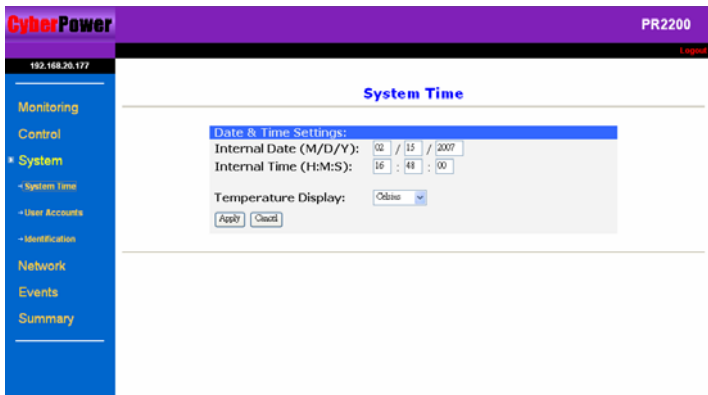 CyberPower
PR2200
Logout
192.168.20.177
Monitoring
Control
System
System Time
User Accounts
Identification
Network
Events
Summary
System Time
Date & Time Settings:
Internal Date (M/D/Y): 02 / 15 / 2007
Internal Time (H:M:S): 16 : 48 : 00
Temperature Display: Celsius
Apply Cancel